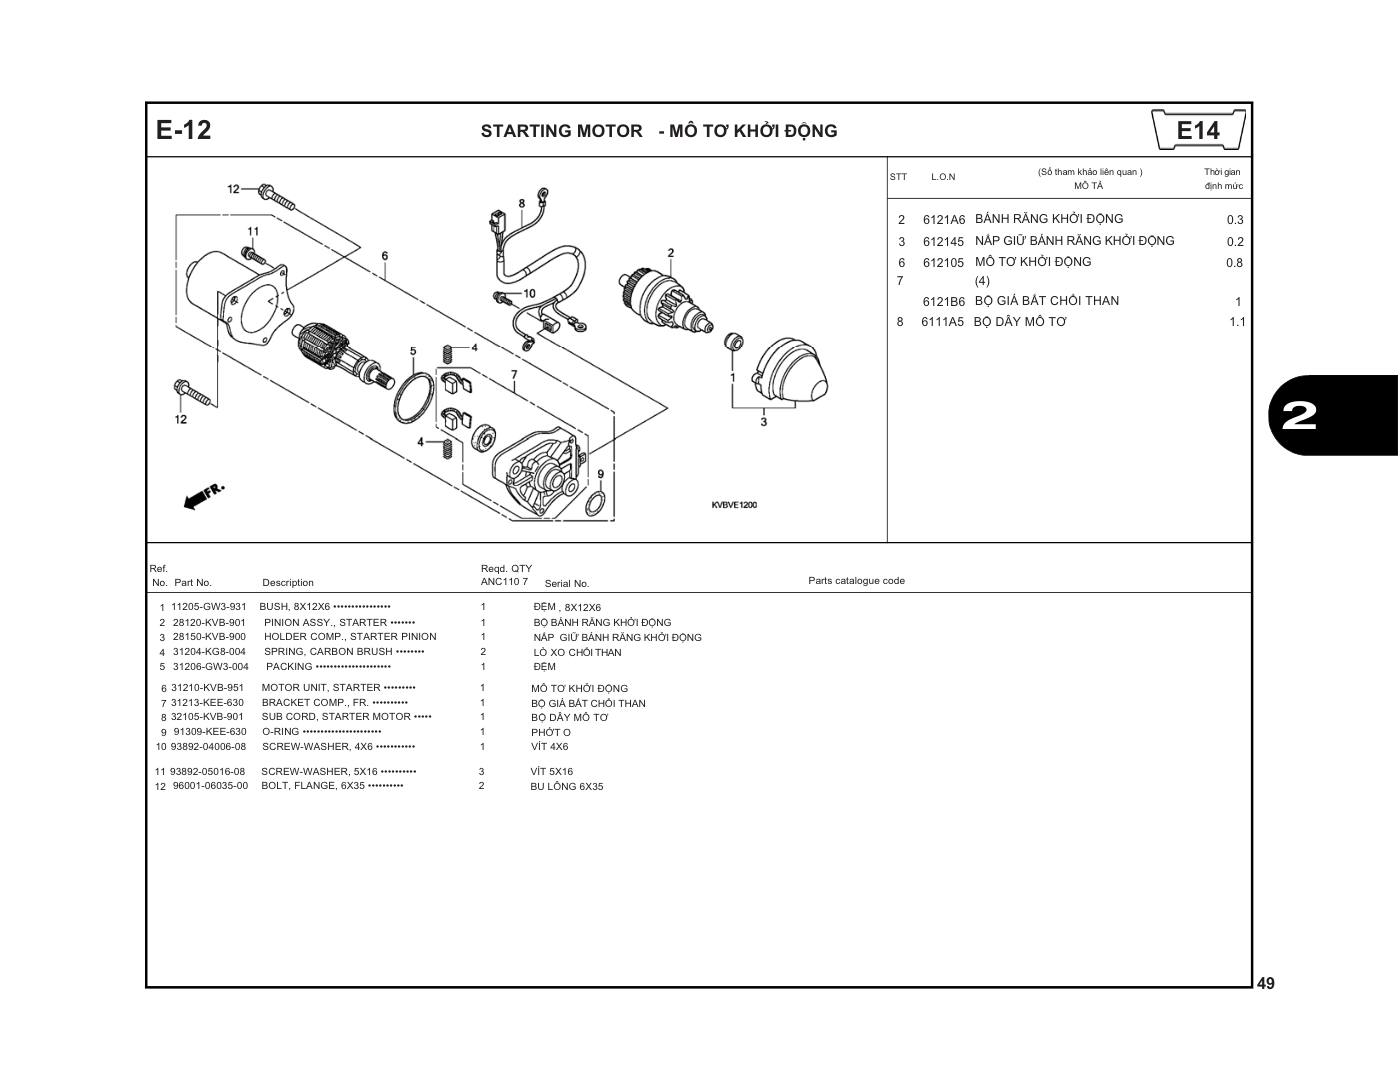 E-12 STARTING MOTOR - MÔ TƠ KHỞI ĐỘNG E14
12
11
6
8
10
2
1
3
5
4
7
4
9
12
FR.
KVBVE1200
STT L.O.N (Số tham khảo liên quan ) Thời gian
MÔ TẢ định mức
2 6121A6 BÁNH RĂNG KHỞI ĐỘNG 0.3
3 612145 NẮP GIỮ BÁNH RĂNG KHỞI ĐỘNG 0.2
6 612105 MÔ TƠ KHỞI ĐỘNG 0.8
7 (4)
6121B6 BỘ GIÁ BẮT CHỔI THAN 1
8 6111A5 BỘ DÂY MÔ TƠ 1.1
2
Ref. Reqd. QTY
No. Part No. Description ANC110 7 Serial No. Parts catalogue code
1 11205-GW3-931 BUSH, 8X12X6 •••••••••••••••• 1 ĐỆM , 8X12X6
2 28120-KVB-901 PINION ASSY., STARTER ••••••• 1 BỘ BÁNH RĂNG KHỞI ĐỘNG
3 28150-KVB-900 HOLDER COMP., STARTER PINION 1 NẮP GIỮ BÁNH RĂNG KHỞI ĐỘNG
4 31204-KG8-004 SPRING, CARBON BRUSH •••••••• 2 LÒ XO CHỔI THAN
5 31206-GW3-004 PACKING ••••••••••••••••••••• 1 ĐỆM
6 31210-KVB-951 MOTOR UNIT, STARTER ••••••••• 1 MÔ TƠ KHỞI ĐỘNG
7 31213-KEE-630 BRACKET COMP., FR. •••••••••• 1 BỘ GIÁ BẮT CHỔI THAN
8 32105-KVB-901 SUB CORD, STARTER MOTOR ••••• 1 BỘ DÂY MÔ TƠ
9 91309-KEE-630 O-RING •••••••••••••••••••••• 1 PHỚT O
10 93892-04006-08 SCREW-WASHER, 4X6 ••••••••••• 1 VÍT 4X6
11 93892-05016-08 SCREW-WASHER, 5X16 •••••••••• 3 VÍT 5X16
12 96001-06035-00 BOLT, FLANGE, 6X35 •••••••••• 2 BU LÔNG 6X35
49